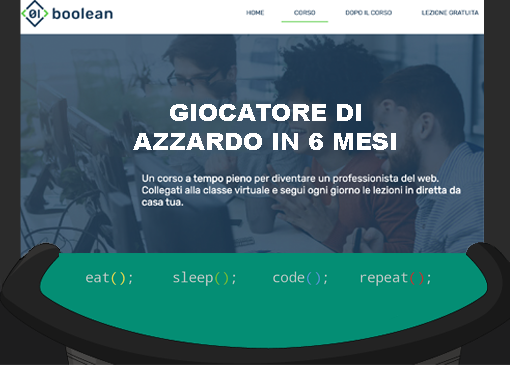 boolean
HOME CORSO DOPO IL CORSO LEZIONE GRATUITA
GIOCATORE DI
AZZARDO IN 6 MESI
Un corso a tempo pieno per diventare un professionista del web.
Collegati alla classe virtuale e segui ogni giorno le lezioni in diretta da
casa tua.
eat(); sleep(); code(); repeat();